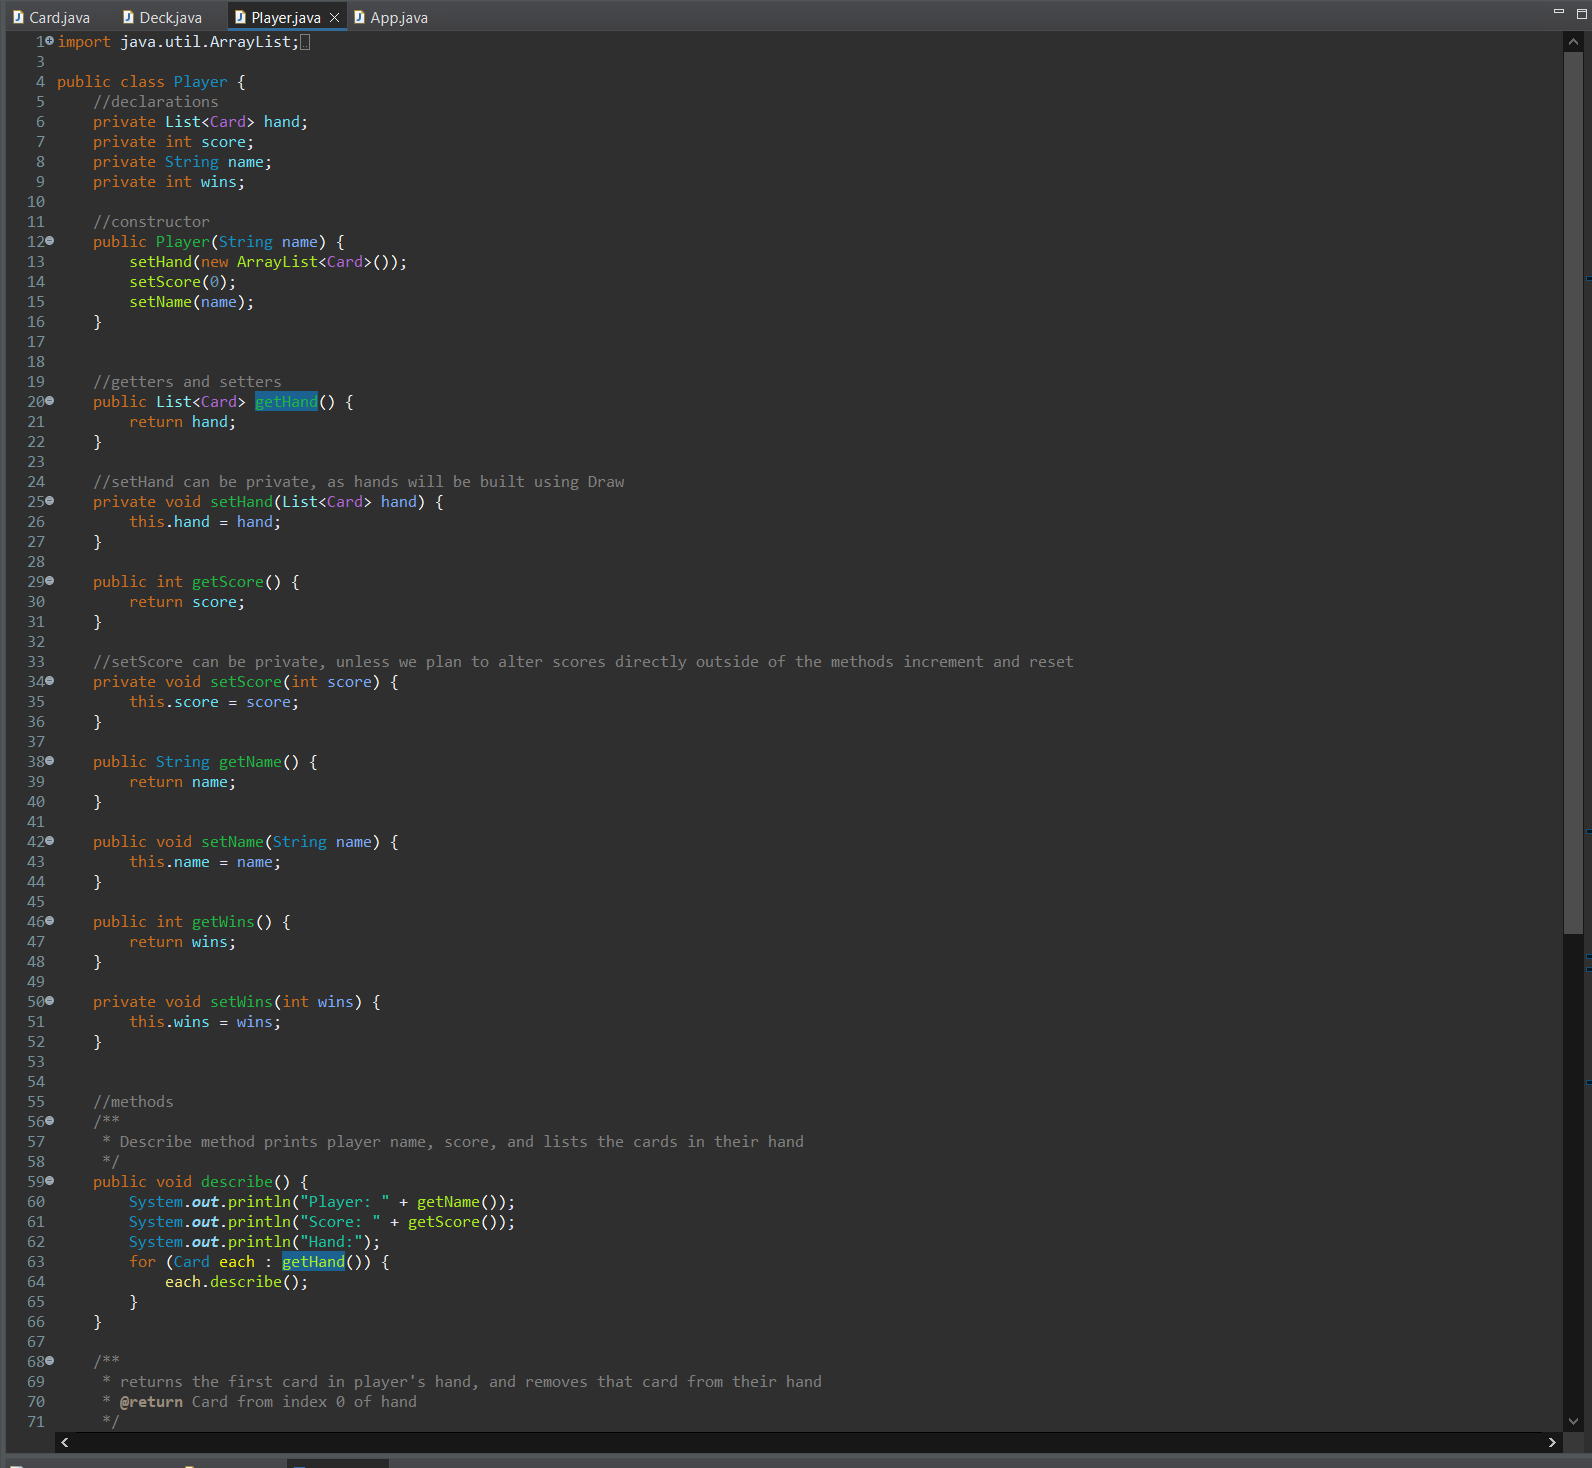 Card.java Deck.java Player.java App.java
1 import java.util.ArrayList;
3
4 public class Player {
5     //declarations
6     private List<Card> hand;
7     private int score;
8     private String name;
9     private int wins;
10
11     //constructor
12     public Player(String name) {
13         setHand(new ArrayList<Card>());
14         setScore(0);
15         setName(name);
16     }
17
18
19     //getters and setters
20     public List<Card> getHand() {
21         return hand;
22     }
23
24     //setHand can be private, as hands will be built using Draw
25     private void setHand(List<Card> hand) {
26         this.hand = hand;
27     }
28
29     public int getScore() {
30         return score;
31     }
32
33     //setScore can be private, unless we plan to alter scores directly outside of the methods increment and reset
34     private void setScore(int score) {
35         this.score = score;
36     }
37
38     public String getName() {
39         return name;
40     }
41
42     public void setName(String name) {
43         this.name = name;
44     }
45
46     public int getWins() {
47         return wins;
48     }
49
50     private void setWins(int wins) {
51         this.wins = wins;
52     }
53
54
55     //methods
56     /**
57      * Describe method prints player name, score, and lists the cards in their hand
58      */
59     public void describe() {
60         System.out.println("Player: " + getName());
61         System.out.println("Score: " + getScore());
62         System.out.println("Hand:");
63         for (Card each : getHand()) {
64             each.describe();
65         }
66     }
67
68     /**
69      * returns the first card in player's hand, and removes that card from their hand
70      * @return Card from index 0 of hand
71      */